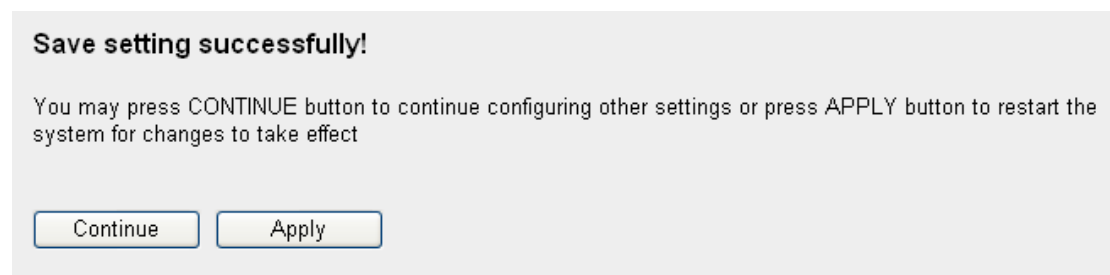 Save setting successfully!
You may press CONTINUE button to continue configuring other settings or press APPLY button to restart the
system for changes to take effect
Continue
Apply